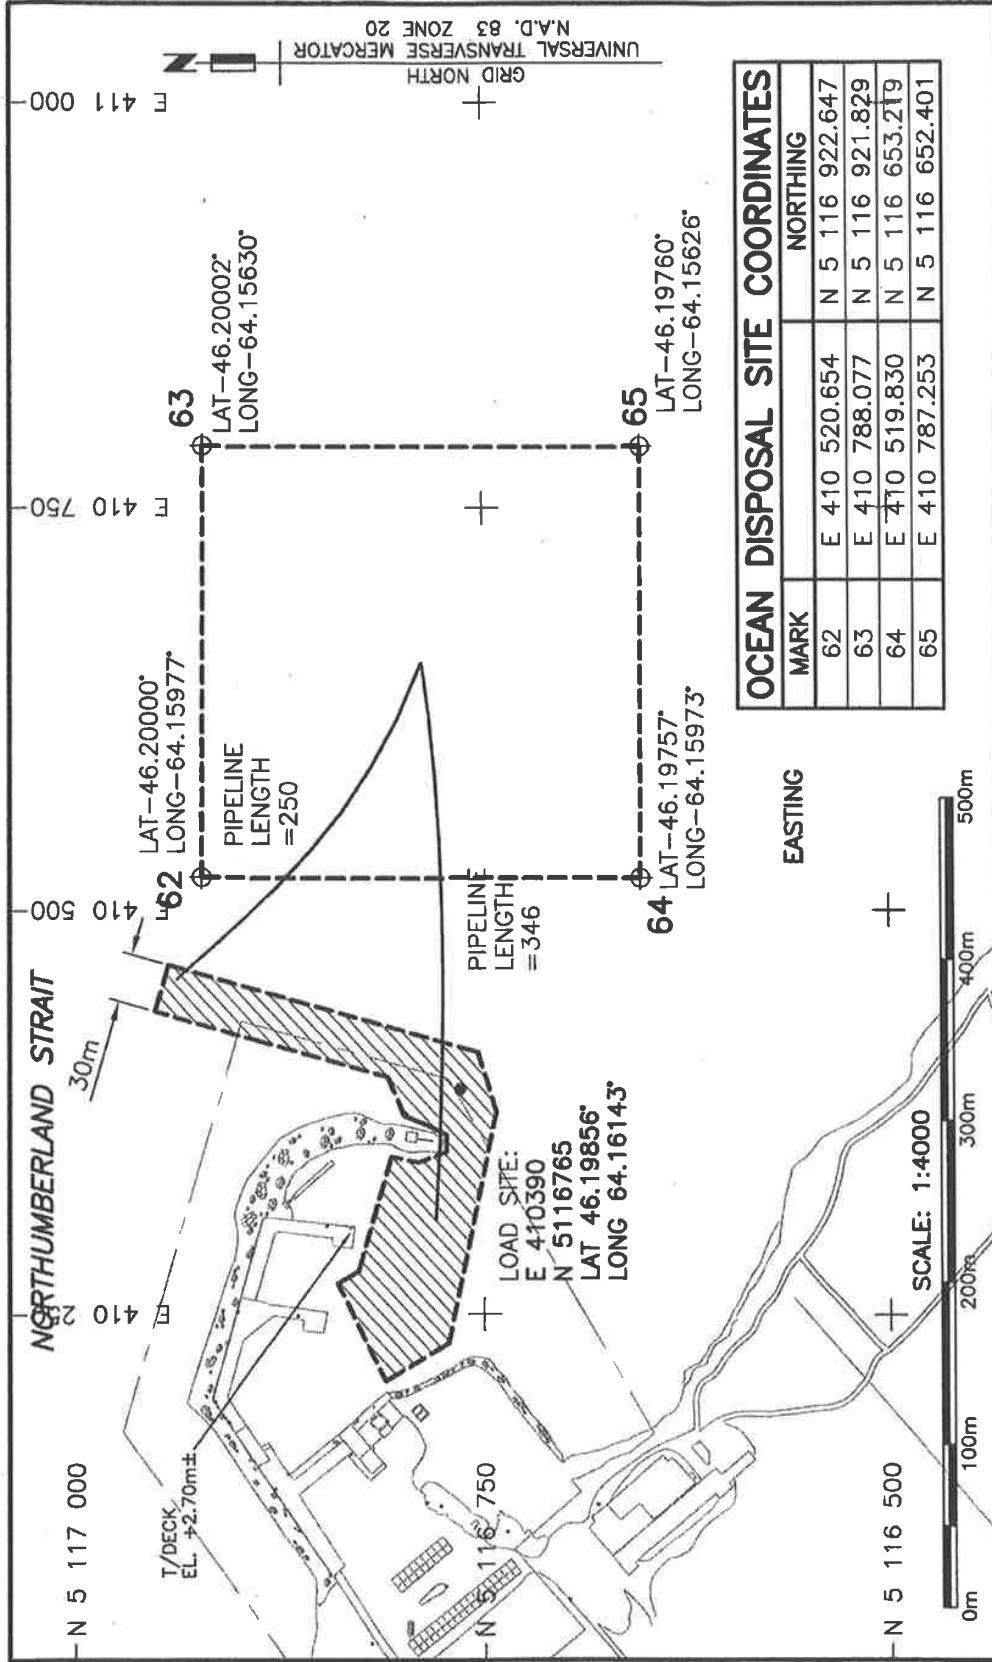 NORTHUMBERLAND STRAIT
30m
N 5 117 000
N 5 116 750
N 5 116 500
E 410
E 410 500
E 410 750
E 411 000
T/DECK
EL. +2.70m±
62
LAT-46.20000°
LONG-64.15977°
63
LAT-46.20002°
LONG-64.15630°
64
LAT-46.19757°
LONG-64.15973°
65
LAT-46.19760°
LONG-64.15626°
PIPELINE
LENGTH
=250
PIPELINE
LENGTH
=346
LOAD SITE:
E 410390
N 5116765
LAT 46.19856°
LONG 64.16143°
GRID NORTH
UNIVERSAL TRANSVERSE MERCATOR
N.A.D. 83 ZONE 20
N
SCALE: 1:4000
0m 100m 200m 300m 400m 500m
OCEAN DISPOSAL SITE COORDINATES
MARK EASTING NORTHING
62 E 410 520.654 N 5 116 922.647
63 E 410 788.077 N 5 116 921.829
64 E 410 519.830 N 5 116 653.219
65 E 410 787.253 N 5 116 652.401